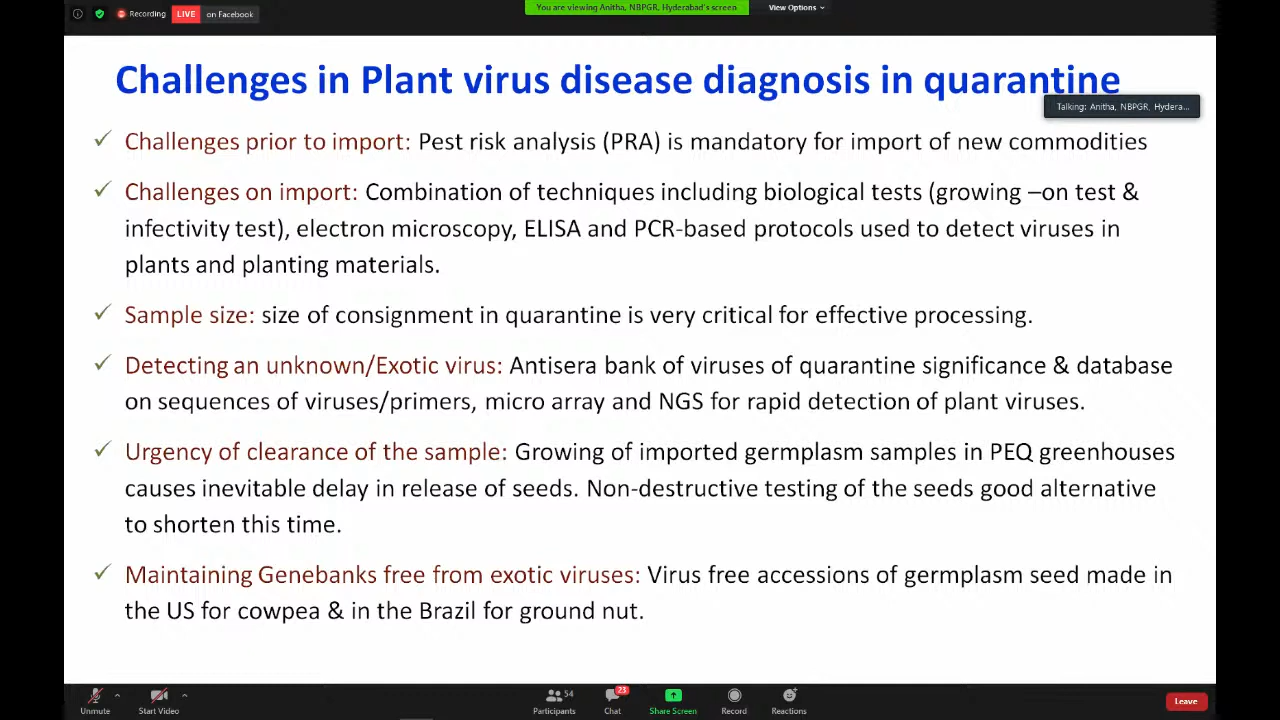 Recording LIVE on Facebook
You are viewing Anitha, NBPGR, Hyderabad's screen
View Options
Challenges in Plant virus disease diagnosis in quarantine
Talking: Anitha, NBPGR, Hydera...
✓ Challenges prior to import: Pest risk analysis (PRA) is mandatory for import of new commodities
✓ Challenges on import: Combination of techniques including biological tests (growing –on test &
infectivity test), electron microscopy, ELISA and PCR-based protocols used to detect viruses in
plants and planting materials.
✓ Sample size: size of consignment in quarantine is very critical for effective processing.
✓ Detecting an unknown/Exotic virus: Antisera bank of viruses of quarantine significance & database
on sequences of viruses/primers, micro array and NGS for rapid detection of plant viruses.
✓ Urgency of clearance of the sample: Growing of imported germplasm samples in PEQ greenhouses
causes inevitable delay in release of seeds. Non-destructive testing of the seeds good alternative
to shorten this time.
✓ Maintaining Genebanks free from exotic viruses: Virus free accessions of germplasm seed made in
the US for cowpea & in the Brazil for ground nut.
54
23
Unmute
Start Video
Participants
Chat
Share Screen
Record
Reactions
Leave